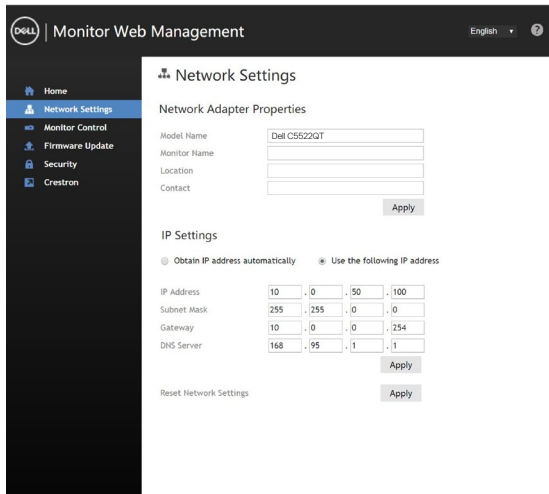 DELL | Monitor Web Management
English ▼ ?
Network Settings
Home
Network Settings
Monitor Control
Firmware Update
Security
Crestron
Network Adapter Properties
Model Name Dell C5522QT
Monitor Name
Location
Contact
Apply
IP Settings
Obtain IP address automatically Use the following IP address
IP Address 10 . 0 . 50 . 100
Subnet Mask 255 . 255 . 0 . 0
Gateway 10 . 0 . 0 . 254
DNS Server 168 . 95 . 1 . 1
Apply
Reset Network Settings Apply